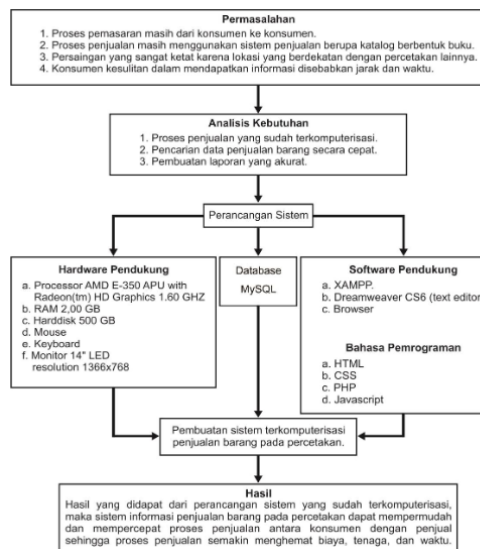 Permasalahan
1. Proses pemasaran masih dari konsumen ke konsumen.
2. Proses penjualan masih menggunakan sistem penjualan berupa katalog berbentuk buku.
3. Persaingan yang sangat ketat karena lokasi yang berdekatan dengan percetakan lainnya.
4. Konsumen kesulitan dalam mendapatkan informasi disebabkan jarak dan waktu.
Analisis Kebutuhan
1. Proses penjualan yang sudah terkomputerisasi.
2. Pencarian data penjualan barang secara cepat.
3. Pembuatan laporan yang akurat.
Perancangan Sistem
Hardware Pendukung
a. Processor AMD E-350 APU with
Radeon(tm) HD Graphics 1.60 GHZ
b. RAM 2,00 GB
c. Harddisk 500 GB
d. Mouse
e. Keyboard
f. Monitor 14" LED
resolution 1366x768
Database
MySQL
Software Pendukung
a. XAMPP.
b. Dreamweaver CS6 (text editor
c. Browser
Bahasa Pemrograman
a. HTML
b. CSS
c. PHP
d. Javascript
Pembuatan sistem terkomputerisasi
penjualan barang pada percetakan.
Hasil
Hasil yang didapat dari perancangan sistem yang sudah terkomputerisasi,
maka sistem informasi penjualan barang pada percetakan dapat mempermudah
dan mempercepat proses penjualan antara konsumen dengan penjual
sehingga proses penjualan semakin menghemat biaya, tenaga, dan waktu.